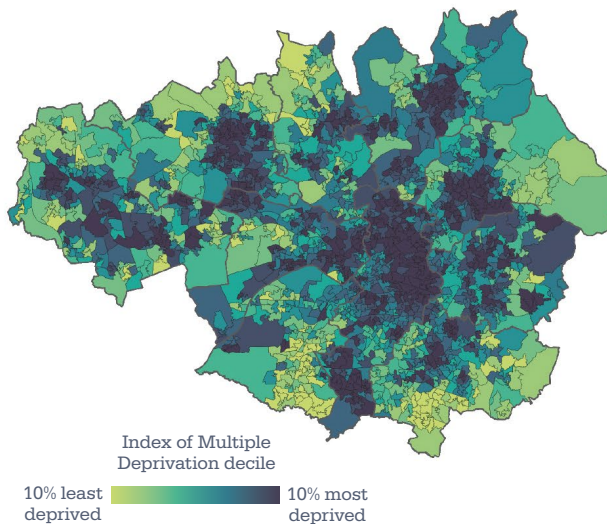 Index of Multiple
Deprivation decile
10% least
deprived
10% most
deprived